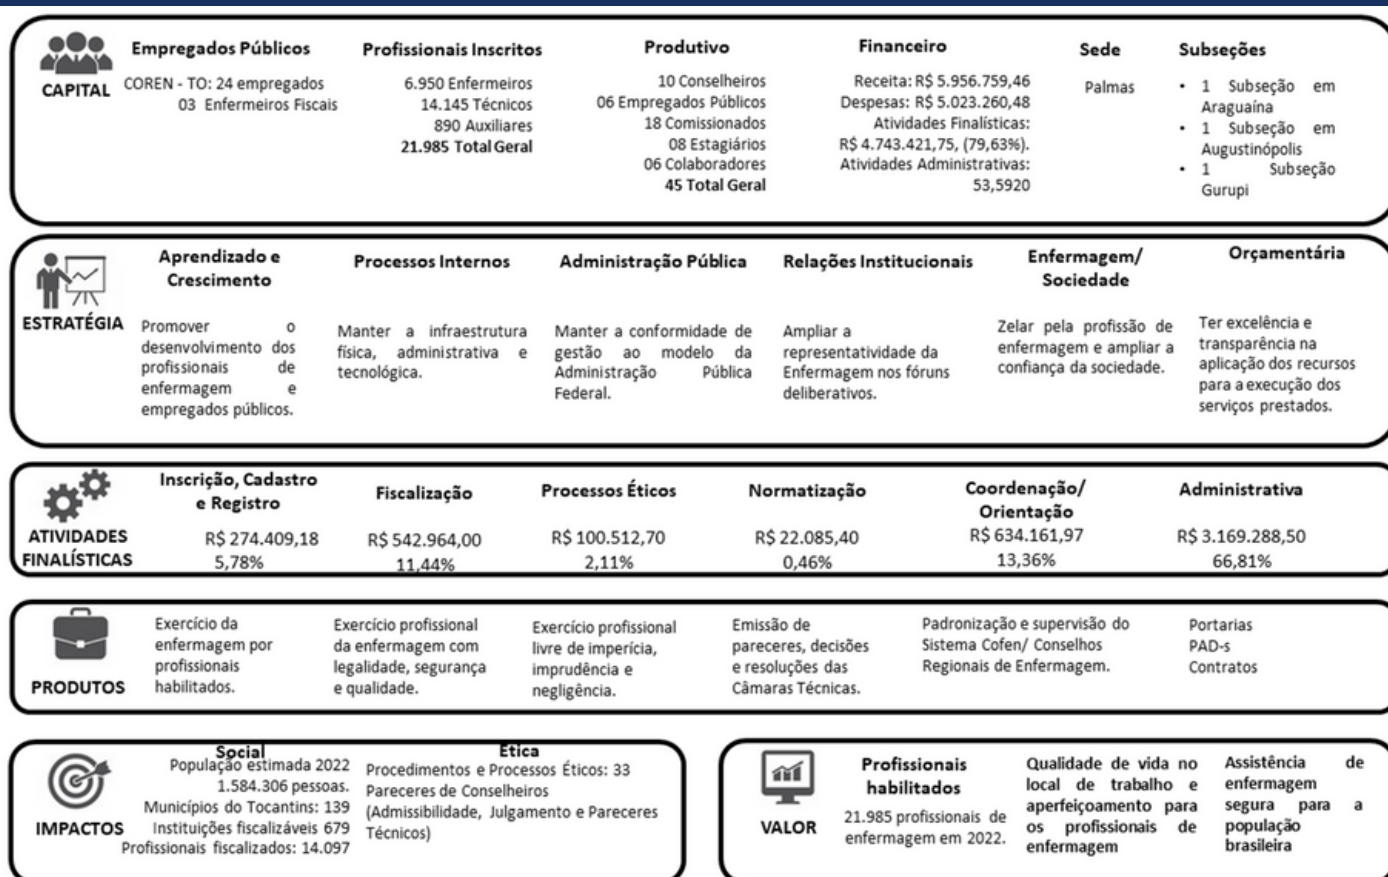 CAPITAL
Empregados Públicos
COREN - TO: 24 empregados
03 Enfermeiros Fiscais
Profissionais Inscritos
6.950 Enfermeiros
14.145 Técnicos
890 Auxiliares
21.985 Total Geral
Produtivo
10 Conselheiros
06 Empregados Públicos
18 Comissionados
08 Estagiários
06 Colaboradores
45 Total Geral
Financeiro
Receita: R$ 5.956.759,46
Despesas: R$ 5.023.260,48
Atividades Finalísticas:
R$ 4.743.421,75, (79,63%).
Atividades Administrativas:
53,5920
Sede
Palmas
Subseções
• 1 Subseção em
Araguaína
• 1 Subseção em
Augustinópolis
• 1 Subseção
Gurupi
ESTRATÉGIA
Aprendizado e
Crescimento
Promover o
desenvolvimento dos
profissionais de
enfermagem e
empregados públicos.
Processos Internos
Manter a infraestrutura
física, administrativa e
tecnológica.
Administração Pública
Manter a conformidade de
gestão ao modelo da
Administração Pública
Federal.
Relações Institucionais
Ampliar a
representatividade da
Enfermagem nos fóruns
deliberativos.
Enfermagem/
Sociedade
Zelar pela profissão de
enfermagem e ampliar a
confiança da sociedade.
Orçamentária
Ter excelência e
transparência na
aplicação dos recursos
para a execução dos
serviços prestados.
ATIVIDADES
FINALÍSTICAS
Inscrição, Cadastro
e Registro
R$ 274.409,18
5,78%
Fiscalização
R$ 542.964,00
11,44%
Processos Éticos
R$ 100.512,70
2,11%
Normatização
R$ 22.085,40
0,46%
Coordenação/
Orientação
R$ 634.161,97
13,36%
Administrativa
R$ 3.169.288,50
66,81%
PRODUTOS
Exercício da
enfermagem por
profissionais
habilitados.
Exercício profissional
da enfermagem com
legalidade, segurança
e qualidade.
Exercício profissional
livre de imperícia,
imprudência e
negligência.
Emissão de
pareceres, decisões
e resoluções das
Câmaras Técnicas.
Padronização e supervisão do
Sistema Cofen/ Conselhos
Regionais de Enfermagem.
Portarias
PAD-s
Contratos
IMPACTOS
Social
População estimada 2022
1.584.306 pessoas.
Municípios do Tocantins: 139
Instituições fiscalizáveis 679
Profissionais fiscalizados: 14.097
Ética
Procedimentos e Processos Éticos: 33
Pareceres de Conselheiros
(Admissibilidade, Julgamento e Pareceres
Técnicos)
VALOR
Profissionais
habilitados
21.985 profissionais de
enfermagem em 2022.
Qualidade de vida no
local de trabalho e
aperfeiçoamento para
os profissionais de
enfermagem
Assistência de
enfermagem
segura para a
população
brasileira